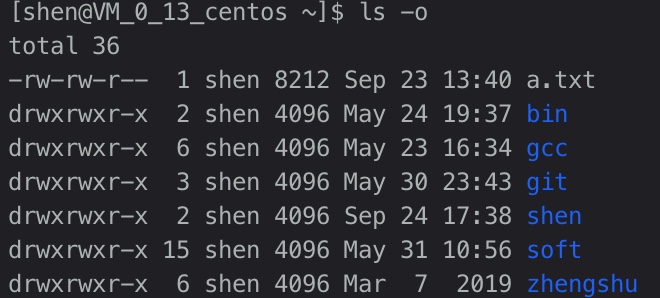 [shen@VM_0_13_centos ~]$ ls -o
total 36
-rw-rw-r--  1 shen 8212 Sep 23 13:40 a.txt
drwxrwxr-x  2 shen 4096 May 24 19:37 bin
drwxrwxr-x  6 shen 4096 May 23 16:34 gcc
drwxrwxr-x  3 shen 4096 May 30 23:43 git
drwxrwxr-x  2 shen 4096 Sep 24 17:38 shen
drwxrwxr-x 15 shen 4096 May 31 10:56 soft
drwxrwxr-x  6 shen 4096 Mar  7  2019 zhengshu